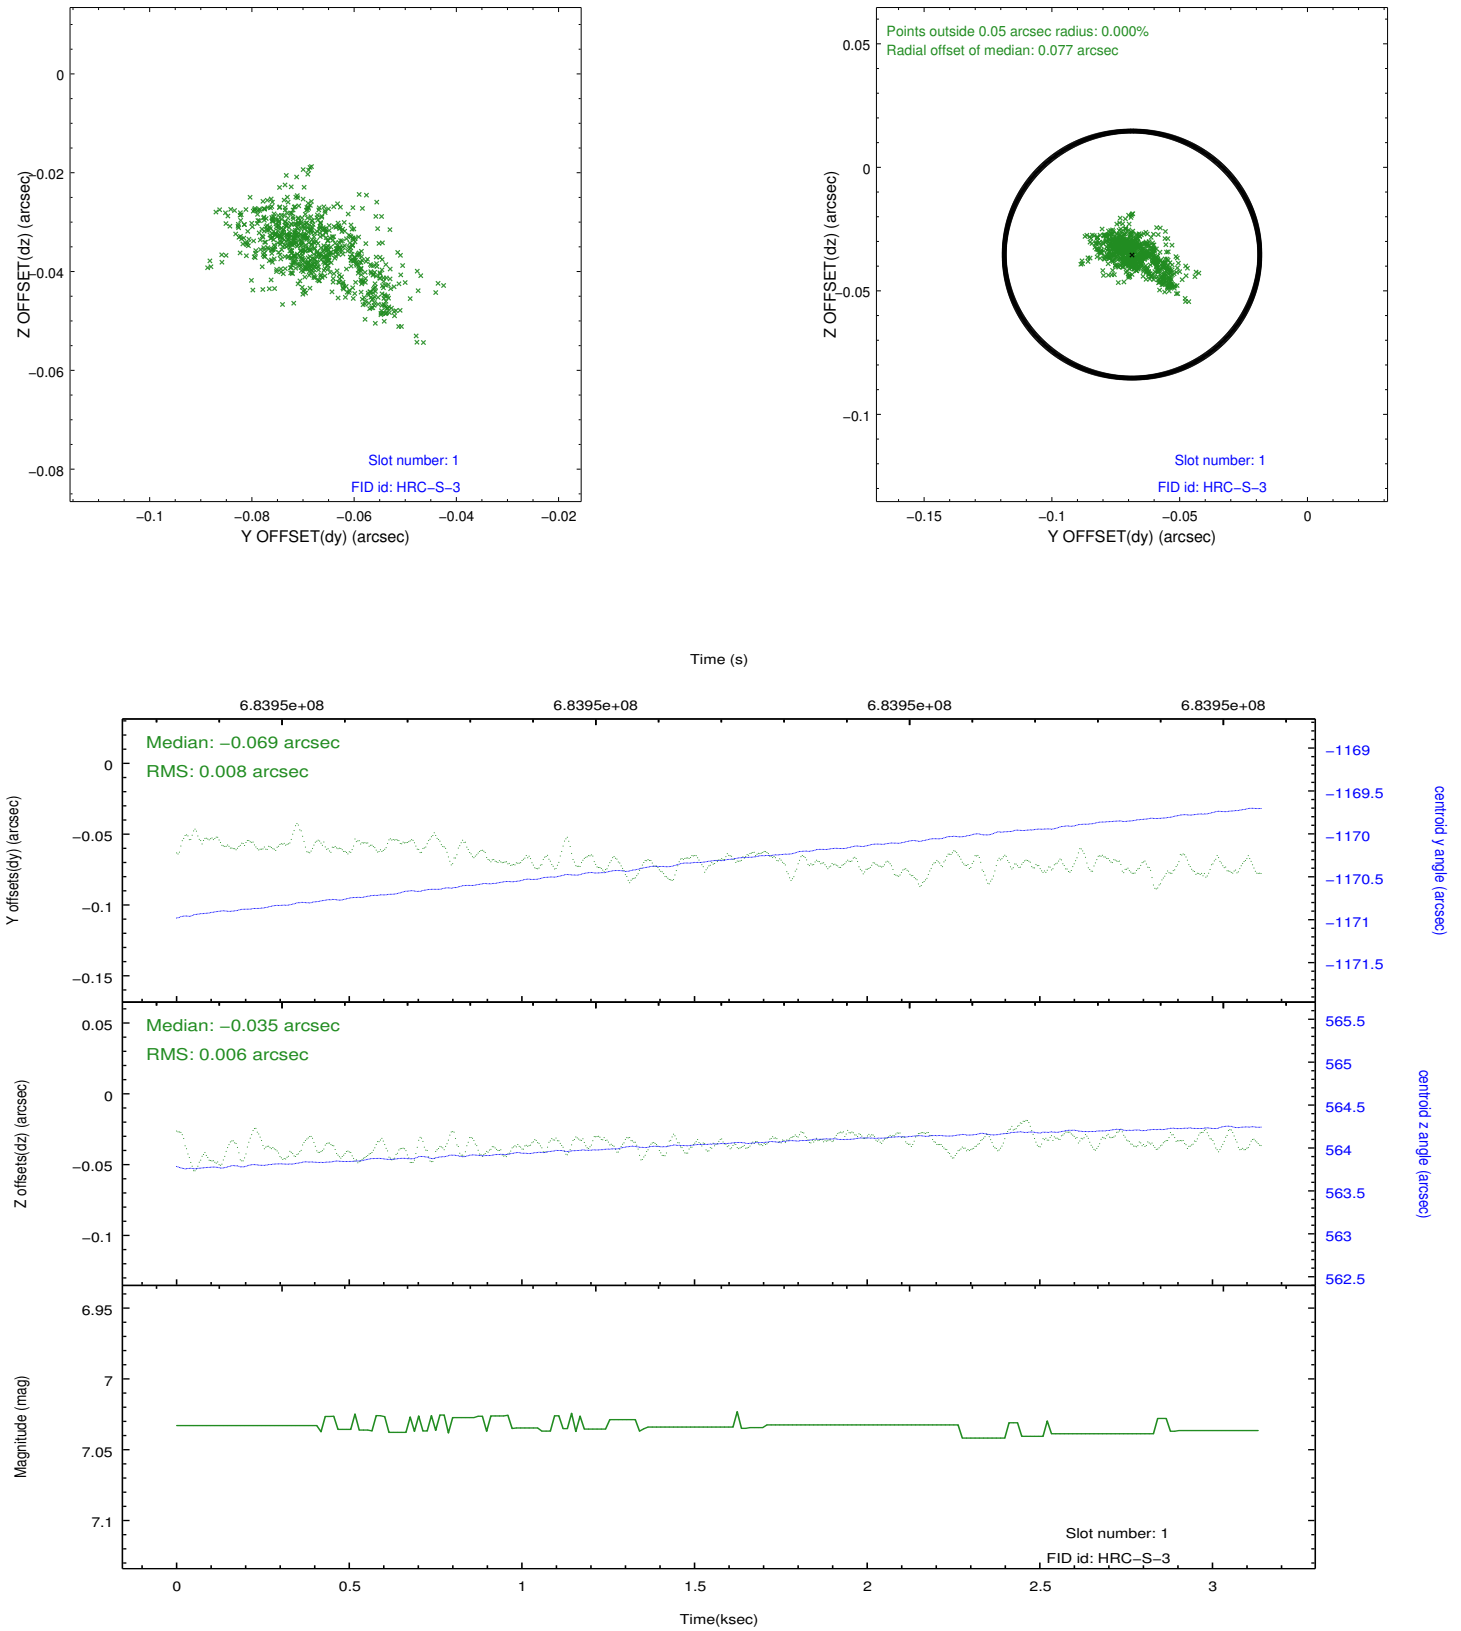 0
−0.02
−0.04
−0.06
−0.08
Z OFFSET(dz) (arcsec)
Slot number: 1
FID id: HRC−S−3
−0.1
−0.08
−0.06
−0.04
−0.02
Y OFFSET(dy) (arcsec)
Points outside 0.05 arcsec radius: 0.000%
Radial offset of median: 0.077 arcsec
0.05
0
−0.05
−0.1
Z OFFSET(dz) (arcsec)
Slot number: 1
FID id: HRC−S−3
−0.15
−0.1
−0.05
0
Y OFFSET(dy) (arcsec)
Time (s)
6.8395e+08
6.8395e+08
6.8395e+08
6.8395e+08
Median: −0.069 arcsec
RMS: 0.008 arcsec
0
−0.05
−0.1
−0.15
Y offsets(dy) (arcsec)
−1169
−1169.5
−1170
−1170.5
−1171
−1171.5
centroid y angle (arcsec)
Median: −0.035 arcsec
RMS: 0.006 arcsec
0.05
0
−0.05
−0.1
Z offsets(dz) (arcsec)
565.5
565
564.5
564
563.5
563
562.5
centroid z angle (arcsec)
6.95
7
7.05
7.1
Magnitude (mag)
Slot number: 1
FID id: HRC−S−3
0
0.5
1
1.5
2
2.5
3
Time(ksec)